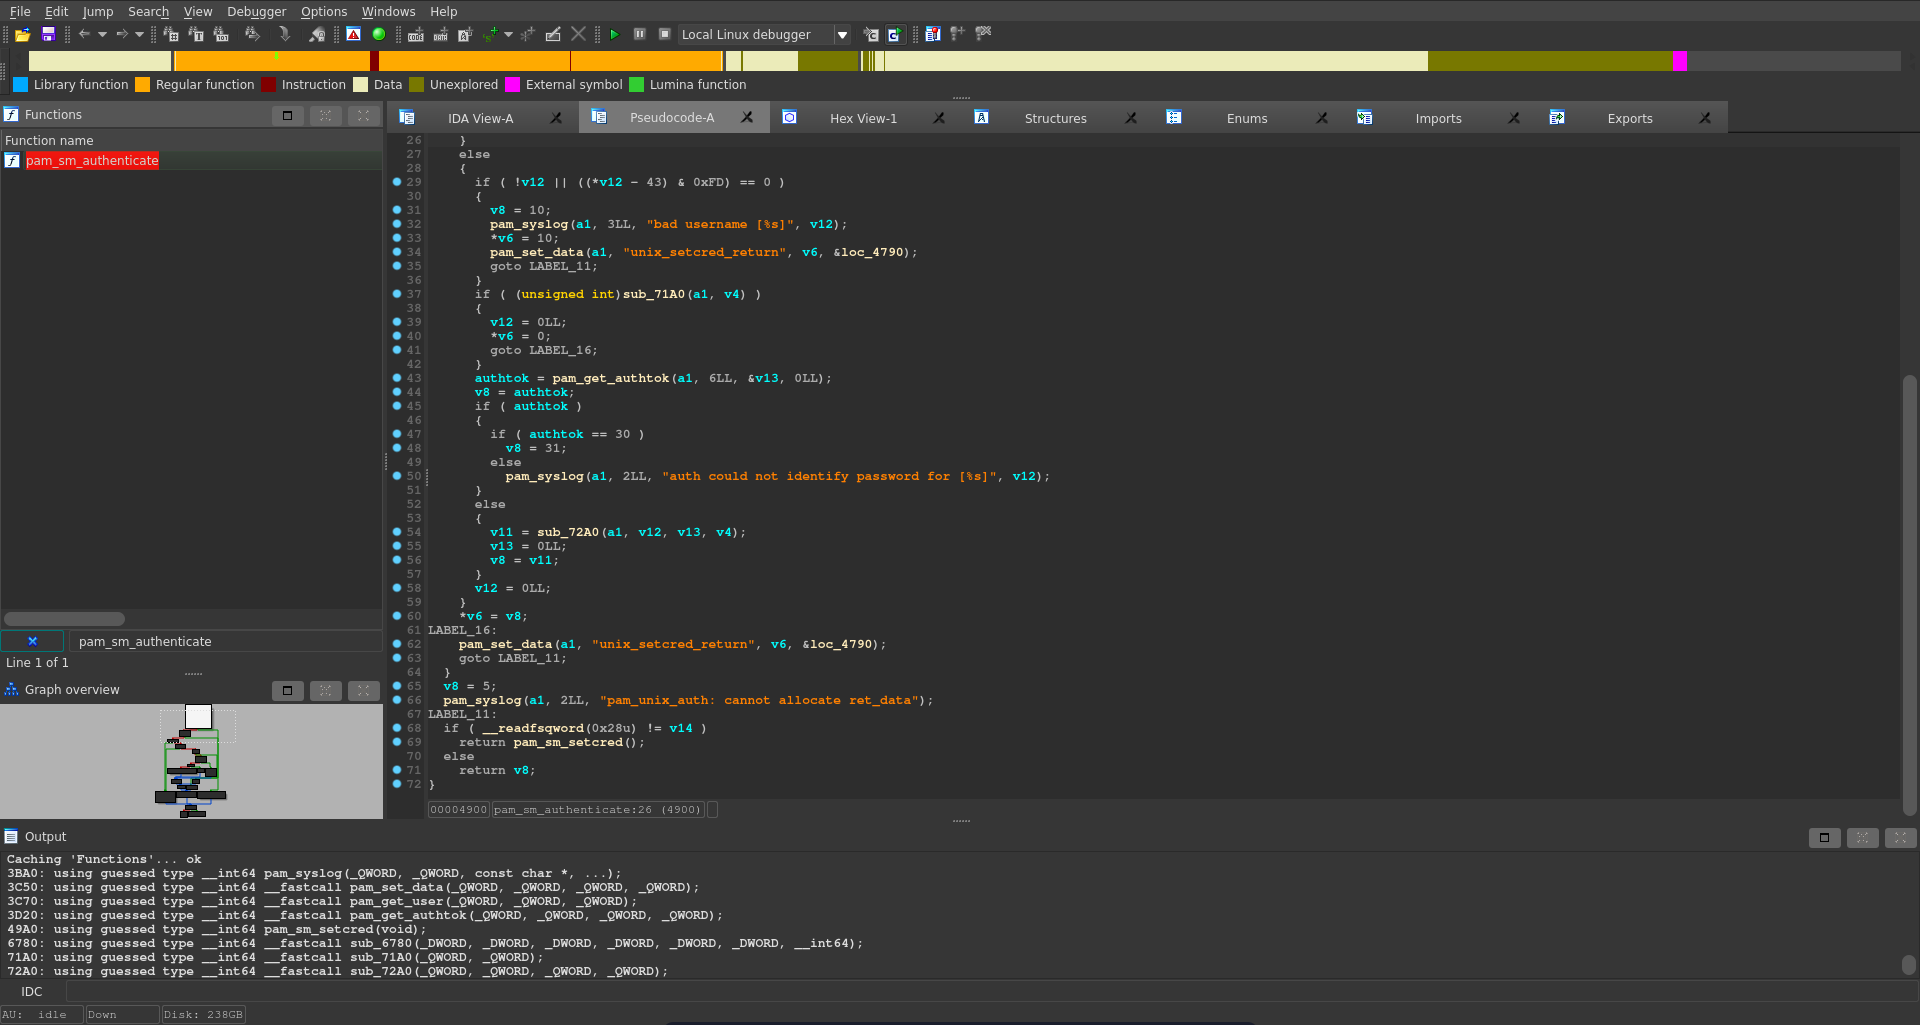 File Edit Jump Search View Debugger Options Windows Help
Local Linux debugger
Library function Regular function Instruction Data Unexplored External symbol Lumina function
Functions
Function name
pam_sm_authenticate
pam_sm_authenticate
Line 1 of 1
Graph overview
IDA View-A Pseudocode-A Hex View-1 Structures Enums Imports Exports
26 }
27 else
28 {
29 if ( !v12 || ((*v12 - 43) & 0xFD) == 0 )
30 {
31 v8 = 10;
32 pam_syslog(a1, 3LL, "bad username [%s]", v12);
33 *v6 = 10;
34 pam_set_data(a1, "unix_setcred_return", v6, &loc_4790);
35 goto LABEL_11;
36 }
37 if ( (unsigned int)sub_71A0(a1, v4) )
38 {
39 v12 = 0LL;
40 *v6 = 0;
41 goto LABEL_16;
42 }
43 authtok = pam_get_authtok(a1, 6LL, &v13, 0LL);
44 v8 = authtok;
45 if ( authtok )
46 {
47 if ( authtok == 30 )
48 v8 = 31;
49 else
50 pam_syslog(a1, 2LL, "auth could not identify password for [%s]", v12);
51 }
52 else
53 {
54 v11 = sub_72A0(a1, v12, v13, v4);
55 v13 = 0LL;
56 v8 = v11;
57 }
58 v12 = 0LL;
59 }
60 *v6 = v8;
61 LABEL_16:
62 pam_set_data(a1, "unix_setcred_return", v6, &loc_4790);
63 goto LABEL_11;
64 }
65 v8 = 5;
66 pam_syslog(a1, 2LL, "pam_unix_auth: cannot allocate ret_data");
67 LABEL_11:
68 if ( __readfsqword(0x28u) != v14 )
69 return pam_sm_setcred();
70 else
71 return v8;
72 }
00004900 pam_sm_authenticate:26 (4900)
Output
Caching 'Functions'... ok
3BA0: using guessed type __int64 pam_syslog(_QWORD, _QWORD, const char *, ...);
3C50: using guessed type __int64 __fastcall pam_set_data(_QWORD, _QWORD, _QWORD, _QWORD);
3C70: using guessed type __int64 __fastcall pam_get_user(_QWORD, _QWORD, _QWORD);
3D20: using guessed type __int64 __fastcall pam_get_authtok(_QWORD, _QWORD, _QWORD, _QWORD);
49A0: using guessed type __int64 pam_sm_setcred(void);
6780: using guessed type __int64 __fastcall sub_6780(_DWORD, _DWORD, _DWORD, _DWORD, _DWORD, _DWORD, __int64);
71A0: using guessed type __int64 __fastcall sub_71A0(_QWORD, _QWORD);
72A0: using guessed type __int64 __fastcall sub_72A0(_QWORD, _QWORD, _QWORD, _QWORD);
IDC
AU: idle Down Disk: 238GB